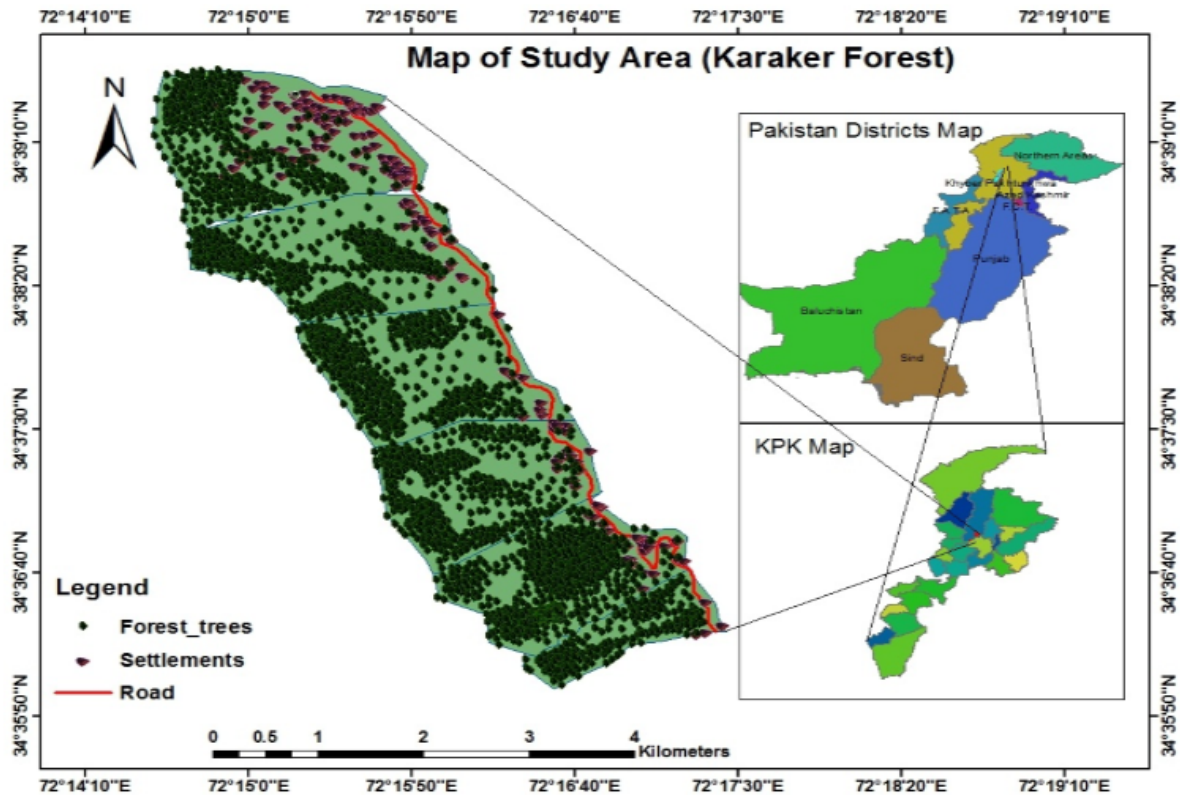 72°14'10"E 72°15'0"E 72°15'50"E 72°16'40"E 72°17'30"E 72°18'20"E 72°19'10"E
Map of Study Area (Karaker Forest)
N
34°39'10"N
34°38'20"N
34°37'30"N
34°36'40"N
34°35'50"N
Pakistan Districts Map
Northern Areas
Khyber Pakhtunkhwa
Azad Kashmir
F.A.T.A
F.C.T
Punjab
Baluchistan
Sind
KPK Map
34°39'10"N
34°38'20"N
34°37'30"N
34°36'40"N
34°35'50"N
Legend
Forest_trees
Settlements
Road
0 0.5 1 2 3 4
Kilometers
72°14'10"E 72°15'0"E 72°15'50"E 72°16'40"E 72°17'30"E 72°18'20"E 72°19'10"E